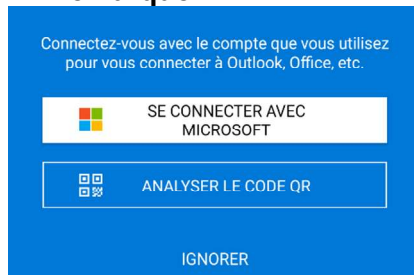 Connectez-vous avec le compte que vous utilisez
pour vous connecter à Outlook, Office, etc.
SE CONNECTER AVEC
MICROSOFT
ANALYSER LE CODE QR
IGNORER